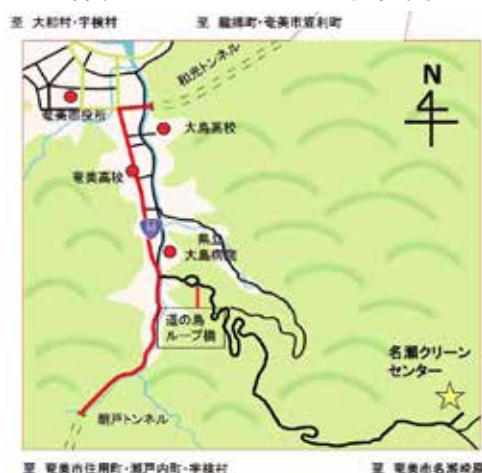 至 大和村・宇検村
至 龍郷町・奄美市笠利町
和光トンネル
N
奄美市役所
大島高校
奄美高校
県立
大島病院
道の島
ループ橋
名瀬クリーン
センター
朝戸トンネル
至 奄美市住用町・瀬戸内町・宇検村
至 奄美市名瀬崎原